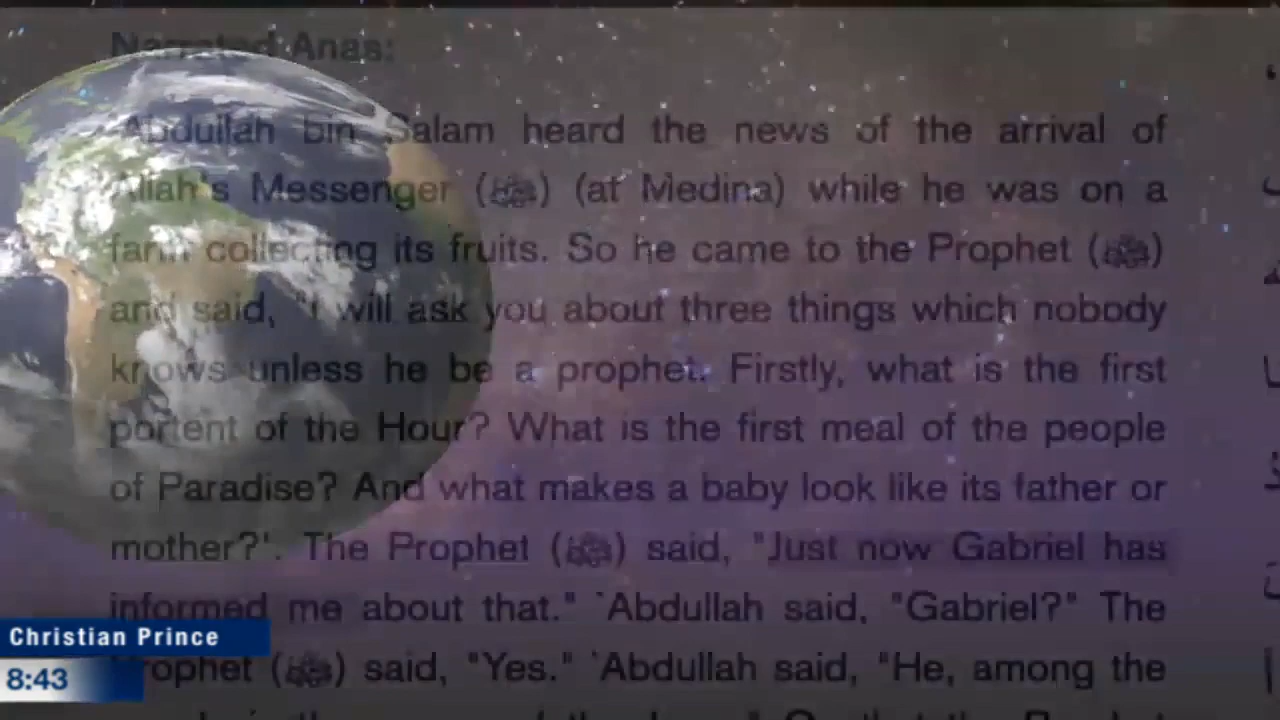 Narrated Anas:
`Abdullah bin Salam heard the news of the arrival of
Allah's Messenger (ﷺ) (at Medina) while he was on a
farm collecting its fruits. So he came to the Prophet (ﷺ)
and said, "I will ask you about three things which nobody
knows unless he be a prophet. Firstly, what is the first
portent of the Hour? What is the first meal of the people
of Paradise? And what makes a baby look like its father or
mother?'. The Prophet (ﷺ) said, "Just now Gabriel has
informed me about that." `Abdullah said, "Gabriel?" The
Christian Prince
Prophet (ﷺ) said, "Yes." `Abdullah said, "He, among the
8:43